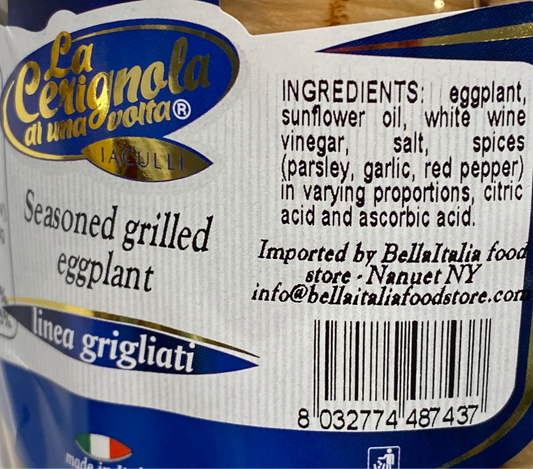 La
Cerignola
di una volta®
IACULLI
Seasoned grilled
eggplant
linea grigliati
INGREDIENTS: eggplant,
sunflower oil, white wine
vinegar, salt, spices
(parsley, garlic, red pepper)
in varying proportions, citric
acid and ascorbic acid.
Imported by BellaItalia food
store - Nanuet NY
info@bellaitaliafoodstore.com
8 032774 487437
made in